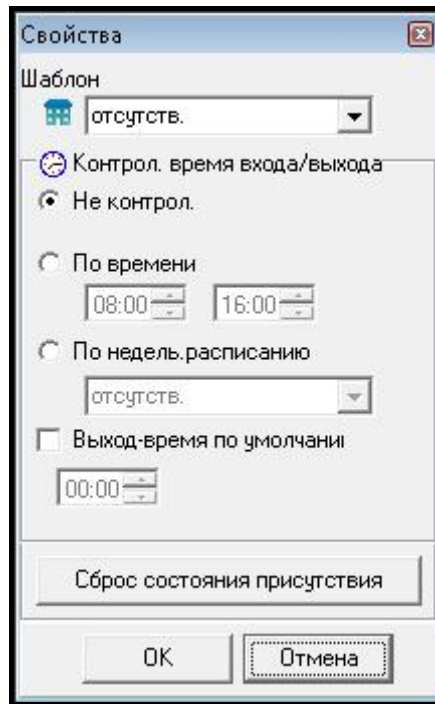 Свойства
Шаблон
отсутств.
Контрол. время входа/выхода
Не контрол.
По времени
08:00 16:00
По недель.расписанию
отсутств.
Выход-время по умолчани
00:00
Сброс состояния присутствия
OK Отмена